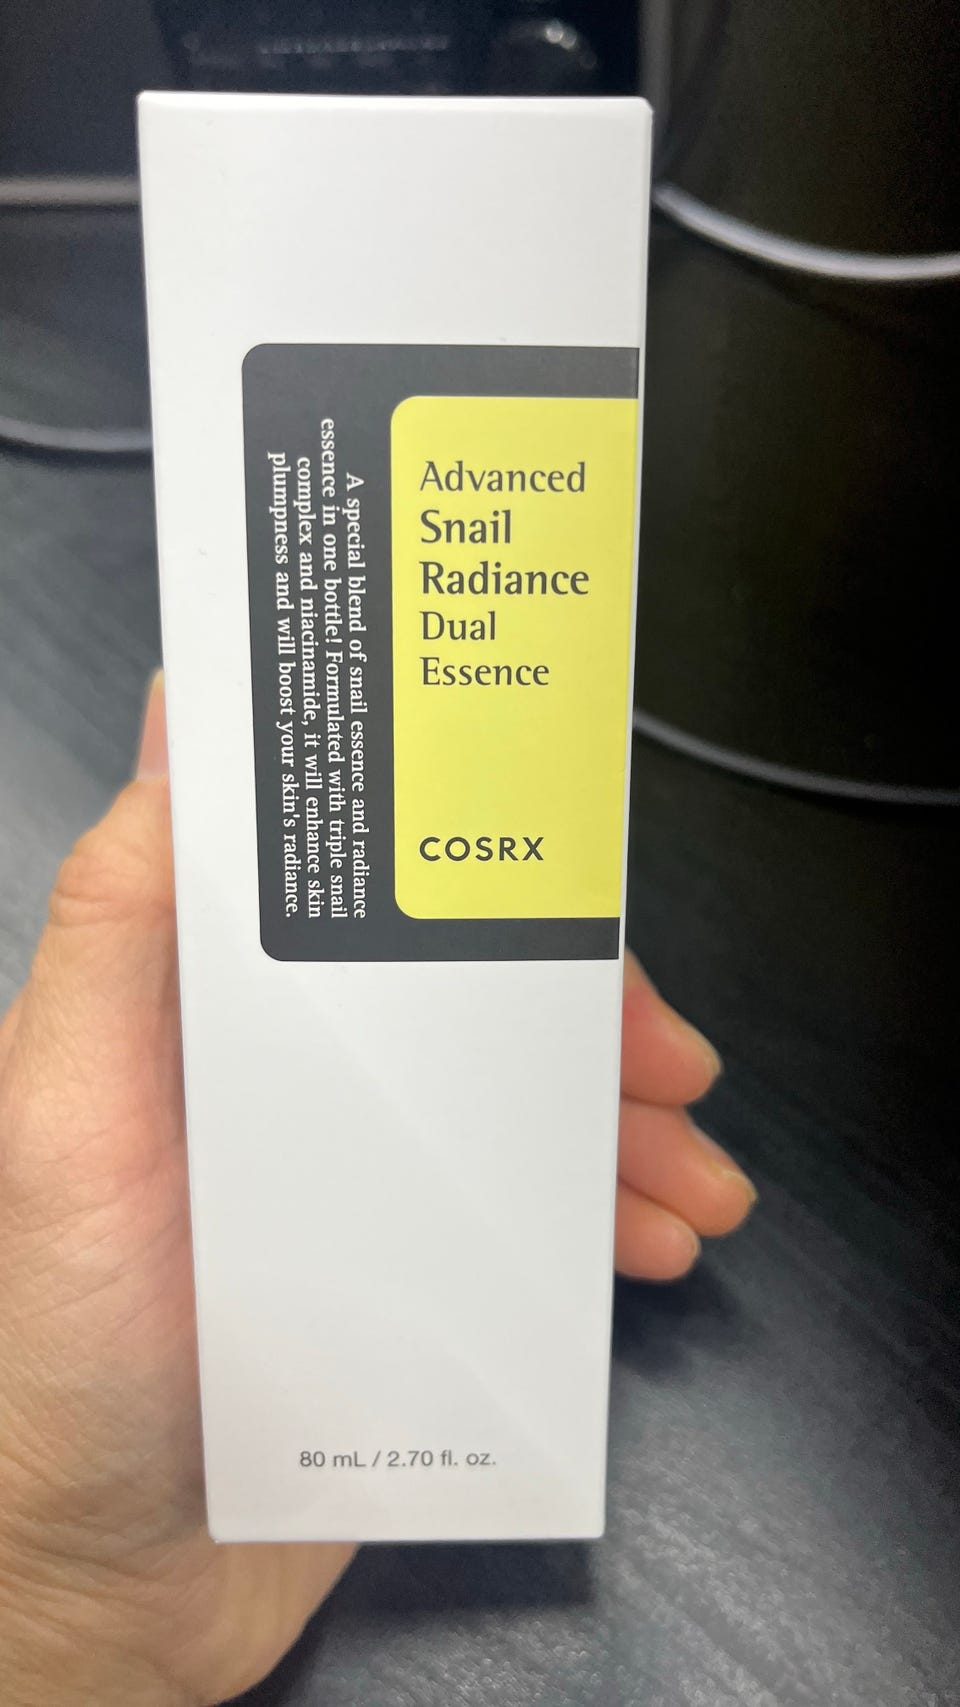 Advanced
Snail
Radiance
Dual
Essence
COSRX
A special blend of snail essence and radiance
essence in one bottle! Formulated with triple snail
complex and niacinamide, it will enhance skin
plumpness and will boost your skin's radiance.
80 mL / 2.70 fl. oz.